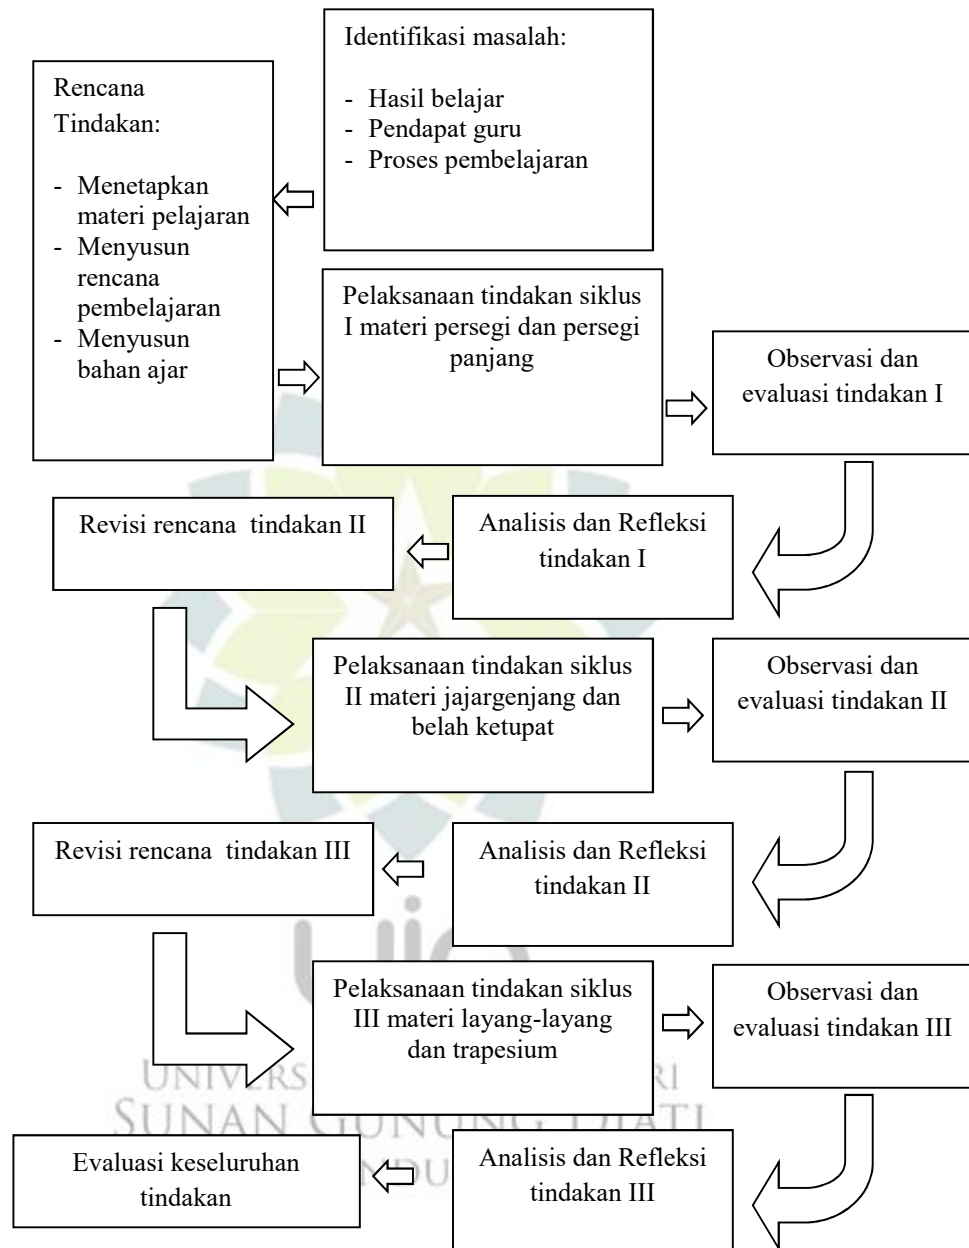 Identifikasi masalah:
- Hasil belajar
- Pendapat guru
- Proses pembelajaran
Rencana
Tindakan:
- Menetapkan
materi pelajaran
- Menyusun
rencana
pembelajaran
- Menyusun
bahan ajar
Pelaksanaan tindakan siklus
I materi persegi dan persegi
panjang
Observasi dan
evaluasi tindakan I
Analisis dan Refleksi
tindakan I
Revisi rencana tindakan II
Pelaksanaan tindakan siklus
II materi jajargenjang dan
belah ketupat
Observasi dan
evaluasi tindakan II
Analisis dan Refleksi
tindakan II
Revisi rencana tindakan III
Pelaksanaan tindakan siklus
III materi layang-layang
dan trapesium
Observasi dan
evaluasi tindakan III
SUNAN GUNUNG DJATI
Analisis dan Refleksi
tindakan III
Evaluasi keseluruhan
tindakan